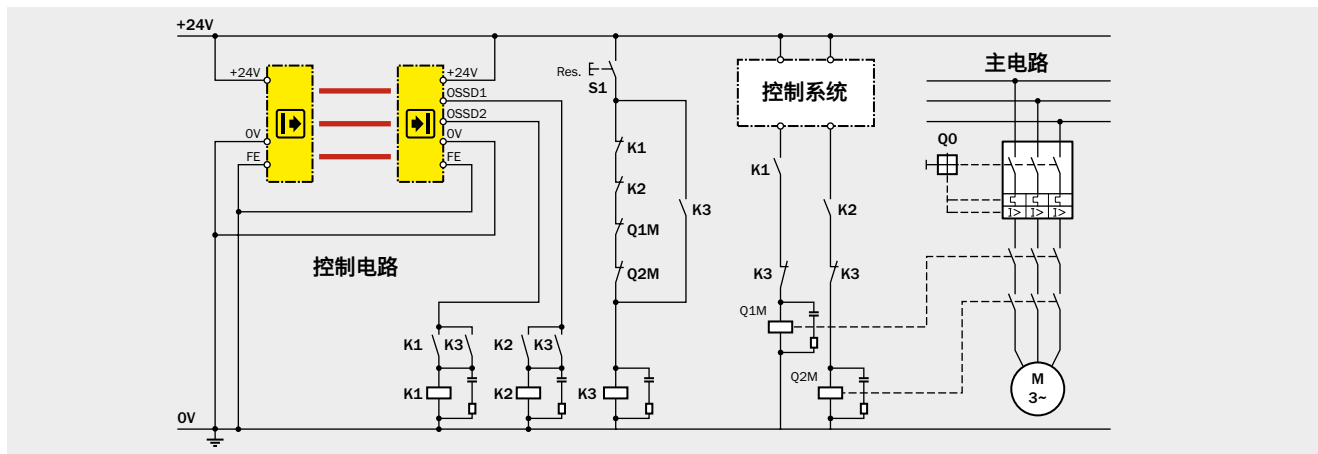 +24V
主电路
+24V
+24V
Res.
S1
OSSD1
控制系统
OSSD2
0V
0V
Q0
K1
FE
FE
K1
K2
K3
K2
I> I> I>
Q1M
控制电路
Q2M
K3
K3
Q1M
K1
K3
K2
K3
Q2M
M
3~
K1
K2
K3
0V